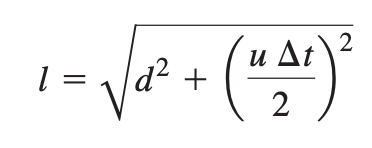 l = √(d² + (u Δt / 2)²)